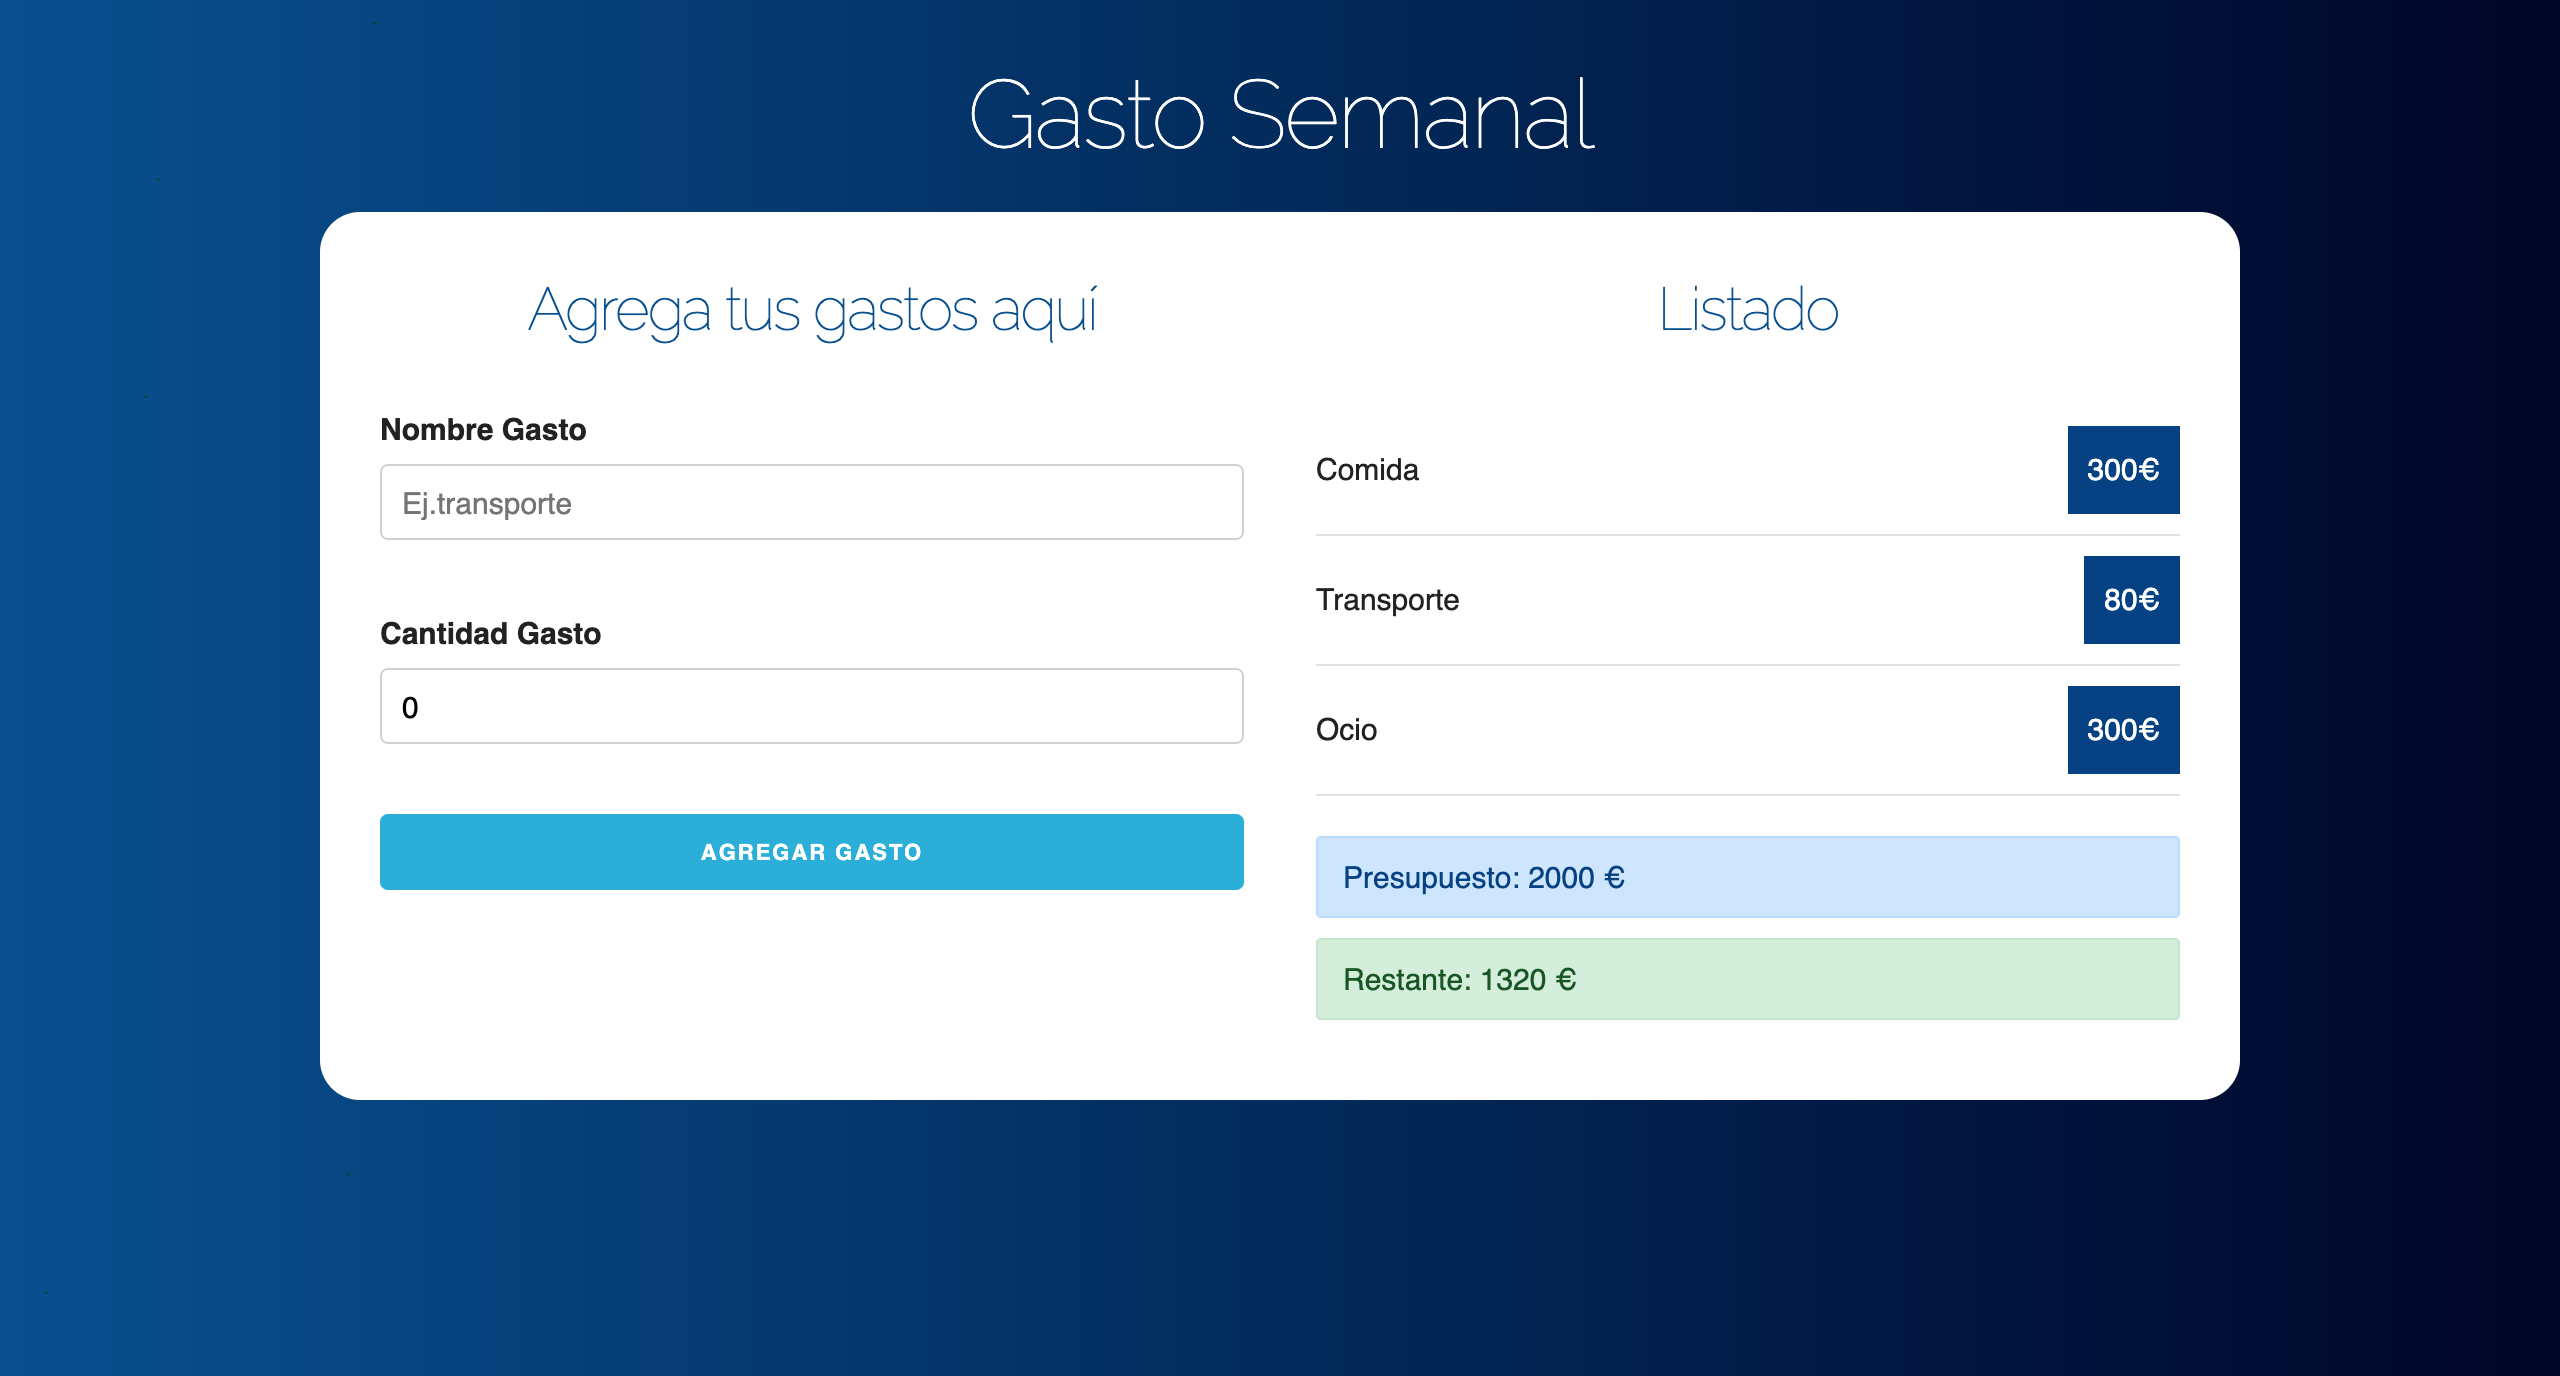 Gasto Semanal
Agrega tus gastos aquí
Nombre Gasto
Ej.transporte
Cantidad Gasto
0
AGREGAR GASTO
Listado
Comida 300€
Transporte 80€
Ocio 300€
Presupuesto: 2000 €
Restante: 1320 €